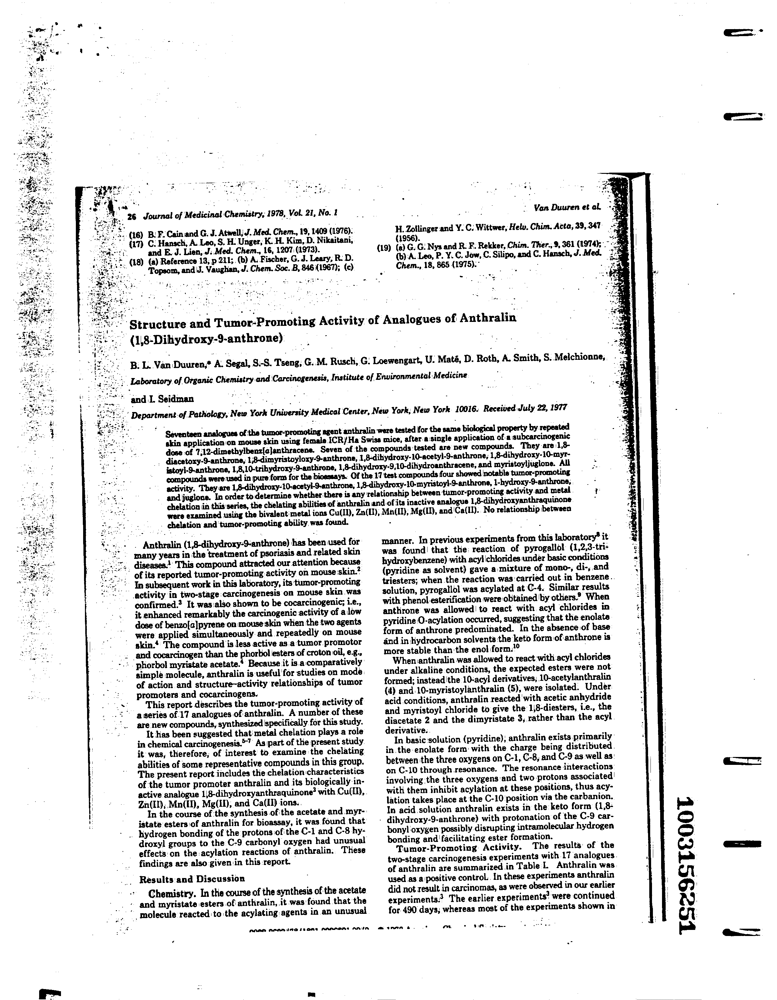 26 Journal of Medicinal Chemistry, 1978, Vol. 21, No. 1
Van Duuren et al.
(16) B. F. Cain and G. J. Atwell, J. Med. Chem., 19, 1409 (1976).
(17) C. Hansch, A. Leo, S. H. Unger, K. H. Kim, D. Nikaitani,
and E. J. Lien, J. Med. Chem., 16, 1207 (1973).
(18) (a) Reference 13, p 211; (b) A. Fischer, G. J. Leary, R. D.
Topsom, and J. Vaughan, J. Chem. Soc. B, 846 (1967); (c)
H. Zollinger and Y. C. Wittwer, Helv. Chim. Acta, 39, 347
(1956).
(19) (a) G. G. Nys and R. F. Rekker, Chim. Ther., 9, 361 (1974);
(b) A. Leo, P. Y. C. Jow, C. Silipo, and C. Hansch, J. Med.
Chem., 18, 865 (1975).
Structure and Tumor-Promoting Activity of Analogues of Anthralin
(1,8-Dihydroxy-9-anthrone)
B. L. Van Duuren,* A. Segal, S.-S. Tseng, G. M. Rusch, G. Loewengart, U. Maté, D. Roth, A. Smith, S. Melchionne,
Laboratory of Organic Chemistry and Carcinogenesis, Institute of Environmental Medicine
and I. Seidman
Department of Pathology, New York University Medical Center, New York, New York 10016. Received July 22, 1977
Seventeen analogues of the tumor-promoting agent anthralin were tested for the same biological property by repeated
skin application on mouse skin using female ICR/Ha Swiss mice, after a single application of a subcarcinogenic
dose of 7,12-dimethylbenz[a]anthracene. Seven of the compounds tested are new compounds. They are 1,8-
diacetoxy-9-anthrone, 1,8-dimyristoyloxy-9-anthrone, 1,8-dihydroxy-10-acetyl-9-anthrone, 1,8-dihydroxy-10-myr-
istoyl-9-anthrone, 1,8,10-trihydroxy-9-anthrone, 1,8-dihydroxy-9,10-dihydroanthracene, and myristoyljuglone. All
compounds were used in pure form for the bioassays. Of the 17 test compounds four showed notable tumor-promoting
activity. They are 1,8-dihydroxy-10-acetyl-9-anthrone, 1,8-dihydroxy-10-myristoyl-9-anthrone, 1-hydroxy-9-anthrone,
and juglone. In order to determine whether there is any relationship between tumor-promoting activity and metal
chelation in this series, the chelating abilities of anthralin and of its inactive analogue 1,8-dihydroxyanthraquinone
were examined using the bivalent metal ions Cu(II), Zn(II), Mn(II), Mg(II), and Ca(II). No relationship between
chelation and tumor-promoting ability was found.
Anthralin (1,8-dihydroxy-9-anthrone) has been used for
many years in the treatment of psoriasis and related skin
diseases.1 This compound attracted our attention because
of its reported tumor-promoting activity on mouse skin.2
In subsequent work in this laboratory, its tumor-promoting
activity in two-stage carcinogenesis on mouse skin was
confirmed.3 It was also shown to be cocarcinogenic; i.e.,
it enhanced remarkably the carcinogenic activity of a low
dose of benzo[a]pyrene on mouse skin when the two agents
were applied simultaneously and repeatedly on mouse
skin.4 The compound is less active as a tumor promotor
and cocarcinogen than the phorbol esters of croton oil, e.g.,
phorbol myristate acetate.4 Because it is a comparatively
simple molecule, anthralin is useful for studies on mode
of action and structure–activity relationships of tumor
promoters and cocarcinogens.
This report describes the tumor-promoting activity of
a series of 17 analogues of anthralin. A number of these
are new compounds, synthesized specifically for this study.
It has been suggested that metal chelation plays a role
in chemical carcinogenesis.5-7 As part of the present study
it was, therefore, of interest to examine the chelating
abilities of some representative compounds in this group.
The present report includes the chelation characteristics
of the tumor promoter anthralin and its biologically in-
active analogue 1,8-dihydroxyanthraquinone3 with Cu(II),
Zn(II), Mn(II), Mg(II), and Ca(II) ions.
In the course of the synthesis of the acetate and myr-
istate esters of anthralin for bioassay, it was found that
hydrogen bonding of the protons of the C-1 and C-8 hy-
droxyl groups to the C-9 carbonyl oxygen had unusual
effects on the acylation reactions of anthralin. These
findings are also given in this report.
Results and Discussion
Chemistry. In the course of the synthesis of the acetate
and myristate esters of anthralin, it was found that the
molecule reacted to the acylating agents in an unusual
manner. In previous experiments from this laboratory8 it
was found that the reaction of pyrogallol (1,2,3-tri-
hydroxybenzene) with acyl chlorides under basic conditions
(pyridine as solvent) gave a mixture of mono-, di-, and
triesters; when the reaction was carried out in benzene
solution, pyrogallol was acylated at C-4. Similar results
with phenol esterification were obtained by others.9 When
anthrone was allowed to react with acyl chlorides in
pyridine O-acylation occurred, suggesting that the enolate
form of anthrone predominated. In the absence of base
and in hydrocarbon solvents the keto form of anthrone is
more stable than the enol form.10
When anthralin was allowed to react with acyl chlorides
under alkaline conditions, the expected esters were not
formed; instead the 10-acyl derivatives, 10-acetylanthralin
(4) and 10-myristoylanthralin (5), were isolated. Under
acid conditions, anthralin reacted with acetic anhydride
and myristoyl chloride to give the 1,8-diesters, i.e., the
diacetate 2 and the dimyristate 3, rather than the acyl
derivative.
In basic solution (pyridine), anthralin exists primarily
in the enolate form with the charge being distributed
between the three oxygens on C-1, C-8, and C-9 as well as
on C-10 through resonance. The resonance interactions
involving the three oxygens and two protons associated
with them inhibit acylation at these positions, thus acy-
lation takes place at the C-10 position via the carbanion.
In acid solution anthralin exists in the keto form (1,8-
dihydroxy-9-anthrone) with protonation of the C-9 car-
bonyl oxygen possibly disrupting intramolecular hydrogen
bonding and facilitating ester formation.
Tumor-Promoting Activity. The results of the
two-stage carcinogenesis experiments with 17 analogues
of anthralin are summarized in Table I. Anthralin was
used as a positive control. In these experiments anthralin
did not result in carcinomas, as were observed in our earlier
experiments.3 The earlier experiments3 were continued
for 490 days, whereas most of the experiments shown in
1003156251